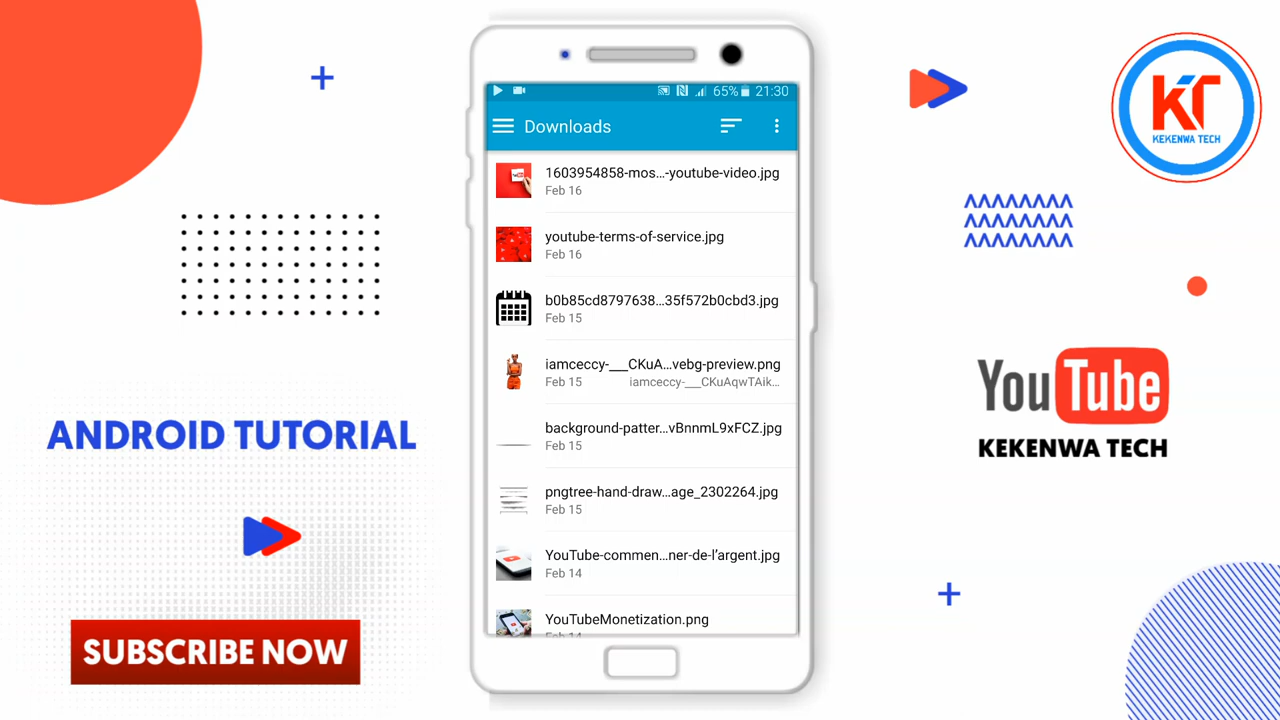 65% 21:30
Downloads
1603954858-mos...-youtube-video.jpg
Feb 16
youtube-terms-of-service.jpg
Feb 16
b0b85cd8797638...35f572b0cbd3.jpg
Feb 15
iamceccy-___CKuA...vebg-preview.png
Feb 15 iamceccy-___CKuAqwTAik...
background-patter...vBnnmL9xFCZ.jpg
Feb 15
pngtree-hand-draw...age_2302264.jpg
Feb 15
YouTube-commen...ner-de-l’argent.jpg
Feb 14
YouTubeMonetization.png
Feb 14
ANDROID TUTORIAL
SUBSCRIBE NOW
KT
KEKENWA TECH
YouTube
KEKENWA TECH